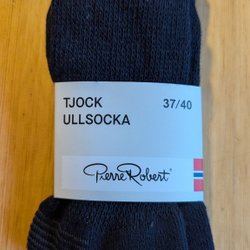 TJOCK 37/40
ULLSOCKA
Pierre Robert